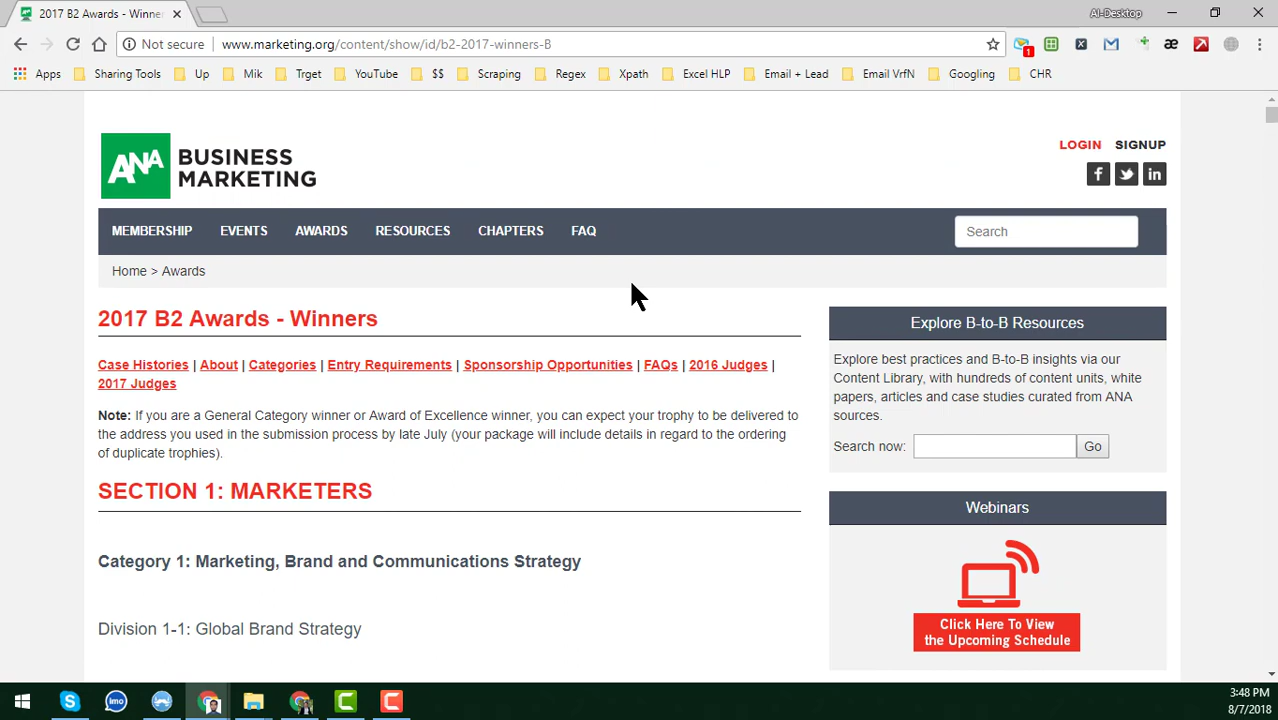 2017 B2 Awards - Winner
AI-Desktop
Not secure
www.marketing.org/content/show/id/b2-2017-winners-B
1
æ
Apps
Sharing Tools
Up
Mik
Trget
YouTube
$$
Scraping
Regex
Xpath
Excel HLP
Email + Lead
Email VrfN
Googling
CHR
ANA
BUSINESS
MARKETING
LOGIN SIGNUP
f
in
MEMBERSHIP EVENTS AWARDS RESOURCES CHAPTERS FAQ
Search
Home > Awards
2017 B2 Awards - Winners
Case Histories | About | Categories | Entry Requirements | Sponsorship Opportunities | FAQs | 2016 Judges |
2017 Judges
Note: If you are a General Category winner or Award of Excellence winner, you can expect your trophy to be delivered to
the address you used in the submission process by late July (your package will include details in regard to the ordering
of duplicate trophies).
SECTION 1: MARKETERS
Category 1: Marketing, Brand and Communications Strategy
Division 1-1: Global Brand Strategy
Explore B-to-B Resources
Explore best practices and B-to-B insights via our
Content Library, with hundreds of content units, white
papers, articles and case studies curated from ANA
sources.
Search now:
Go
Webinars
Click Here To View
the Upcoming Schedule
S
imo
C
C
3:48 PM
8/7/2018